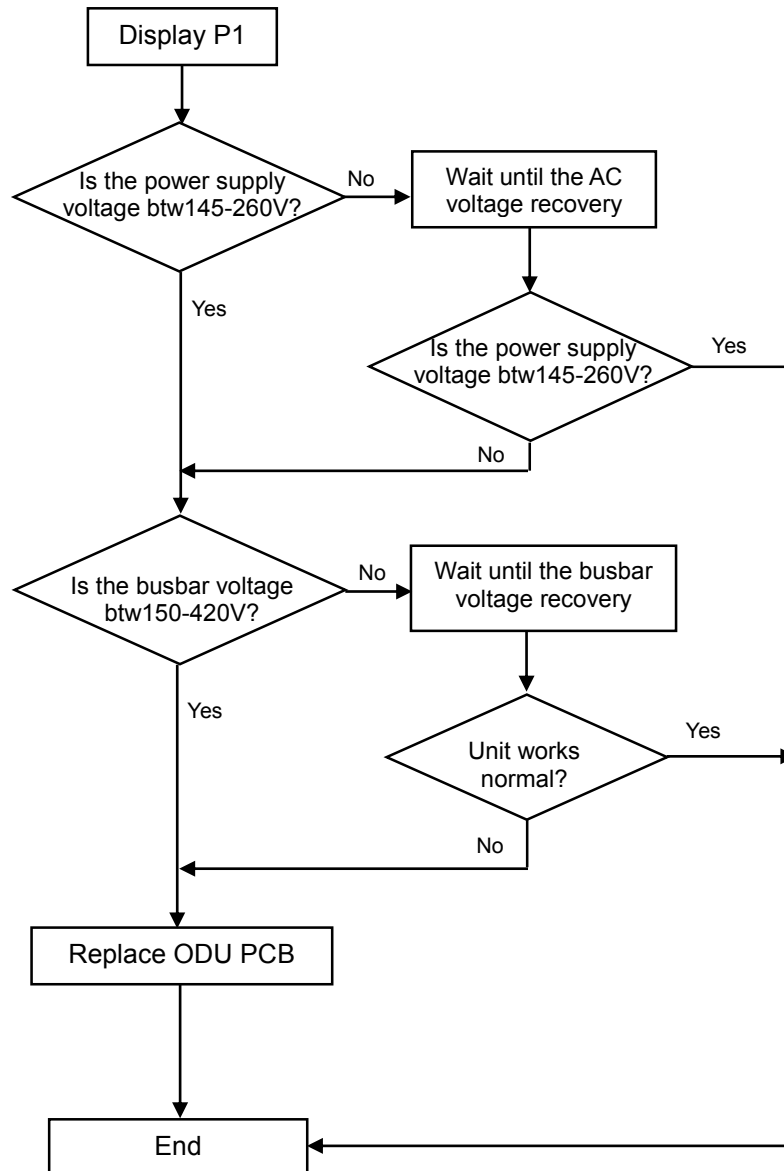 Display P1
Is the power supply
voltage btw145-260V?
No
Wait until the AC
voltage recovery
Yes
Is the power supply
voltage btw145-260V?
Yes
No
Is the busbar voltage
btw150-420V?
No
Wait until the busbar
voltage recovery
Yes
Unit works
normal?
Yes
No
Replace ODU PCB
End